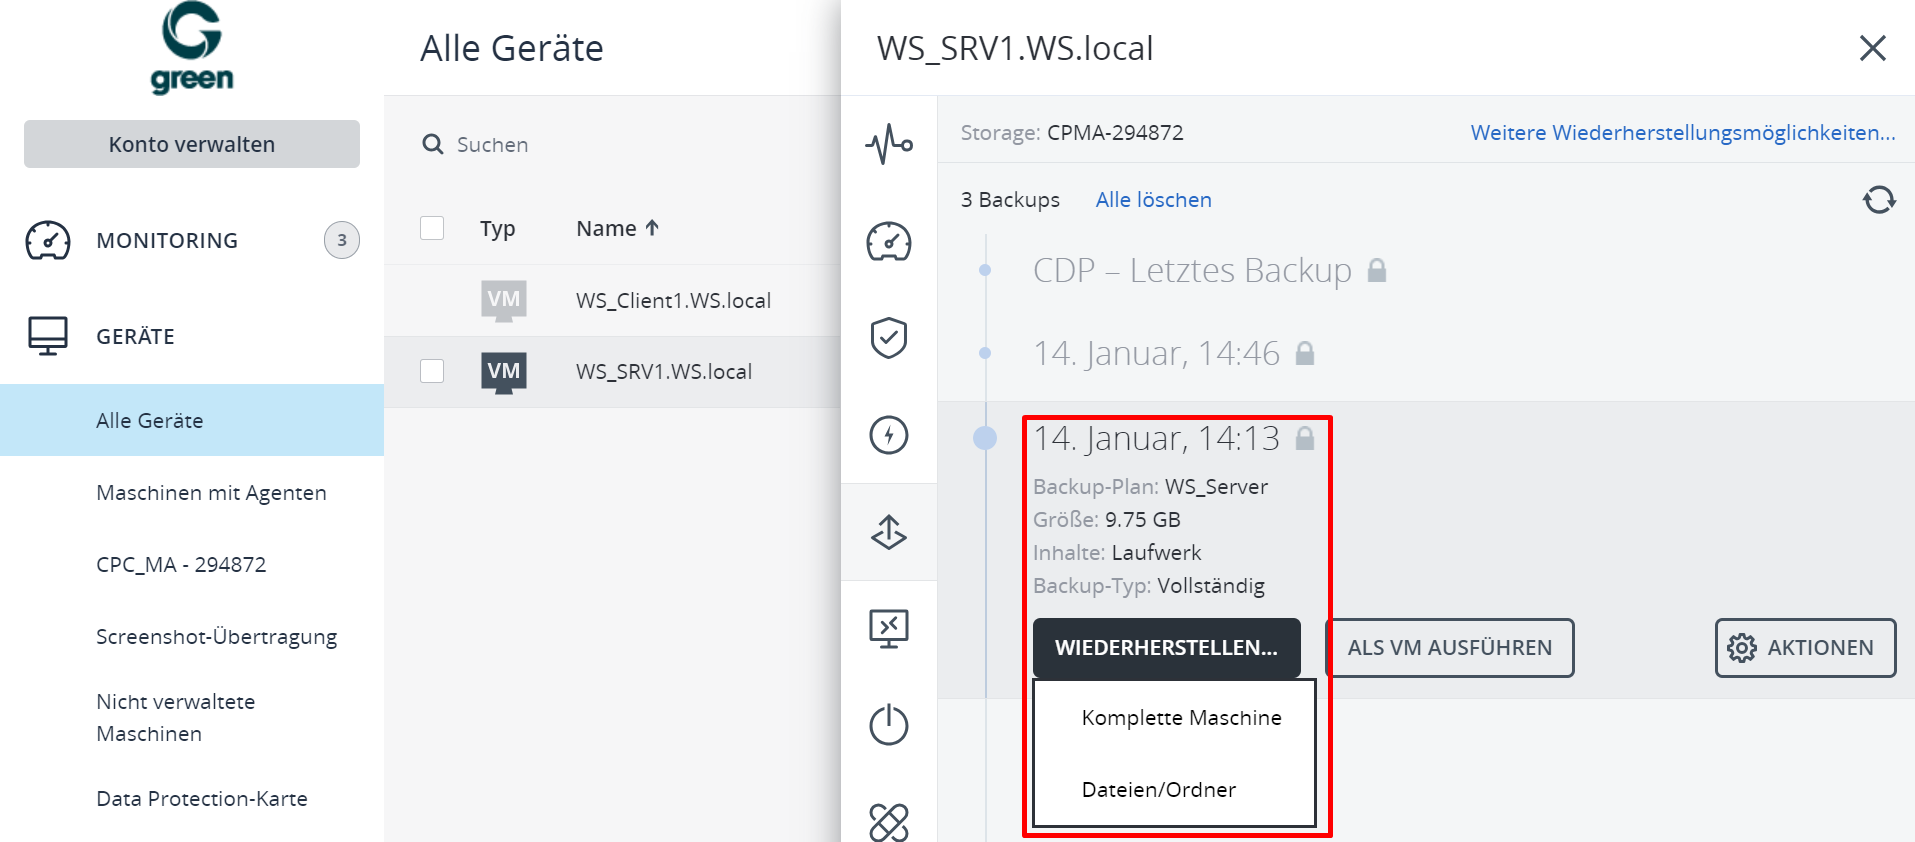 green
Konto verwalten
MONITORING 3
GERÄTE
Alle Geräte
Maschinen mit Agenten
CPC_MA - 294872
Screenshot-Übertragung
Nicht verwaltete
Maschinen
Data Protection-Karte
Alle Geräte
Suchen
Typ Name
VM WS_Client1.WS.local
VM WS_SRV1.WS.local
WS_SRV1.WS.local
Storage: CPMA-294872 Weitere Wiederherstellungsmöglichkeiten...
3 Backups Alle löschen
CDP – Letztes Backup
14. Januar, 14:46
14. Januar, 14:13
Backup-Plan: WS_Server
Größe: 9.75 GB
Inhalte: Laufwerk
Backup-Typ: Vollständig
WIEDERHERSTELLEN... ALS VM AUSFÜHREN AKTIONEN
Komplette Maschine
Dateien/Ordner